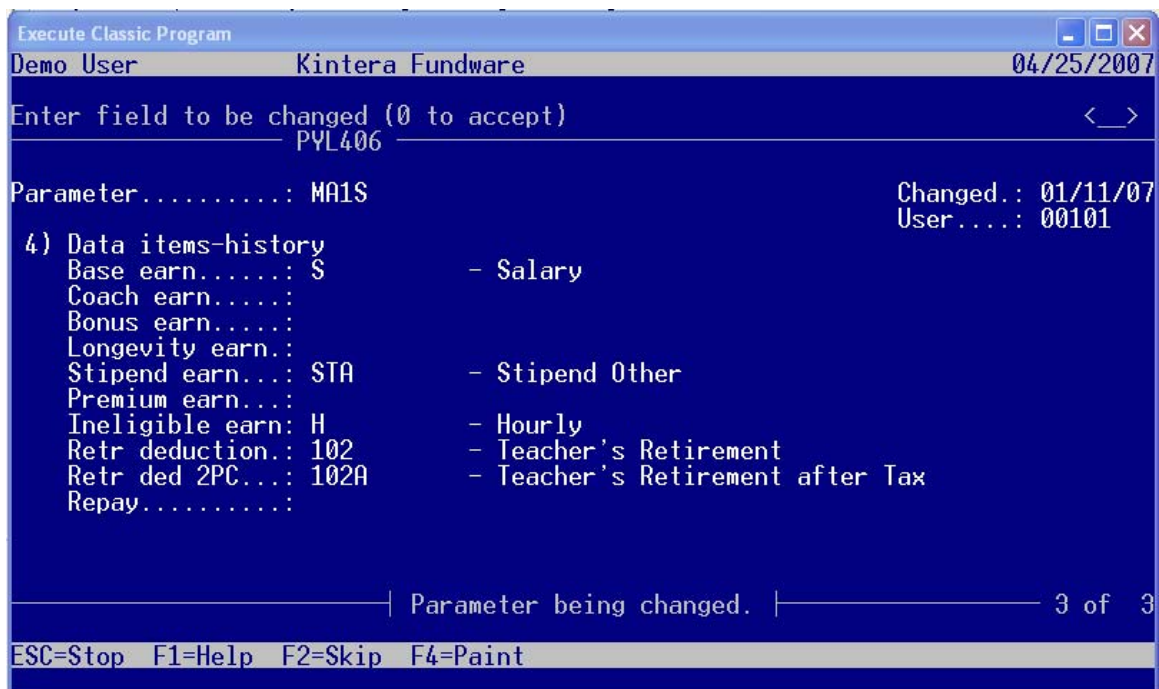 Execute Classic Program
Demo User Kintera Fundware 04/25/2007
Enter field to be changed (0 to accept) <__>
PYL406
Parameter..........: MA1S Changed.: 01/11/07
User....: 00101
4) Data items-history
Base earn.......: S - Salary
Coach earn.....:
Bonus earn.....:
Longevity earn.:
Stipend earn...: STA - Stipend Other
Premium earn...:
Ineligible earn: H - Hourly
Retr deduction.: 102 - Teacher's Retirement
Retr ded 2PC...: 102A - Teacher's Retirement after Tax
Repay..........:
Parameter being changed. 3 of 3
ESC=Stop F1=Help F2=Skip F4=Paint